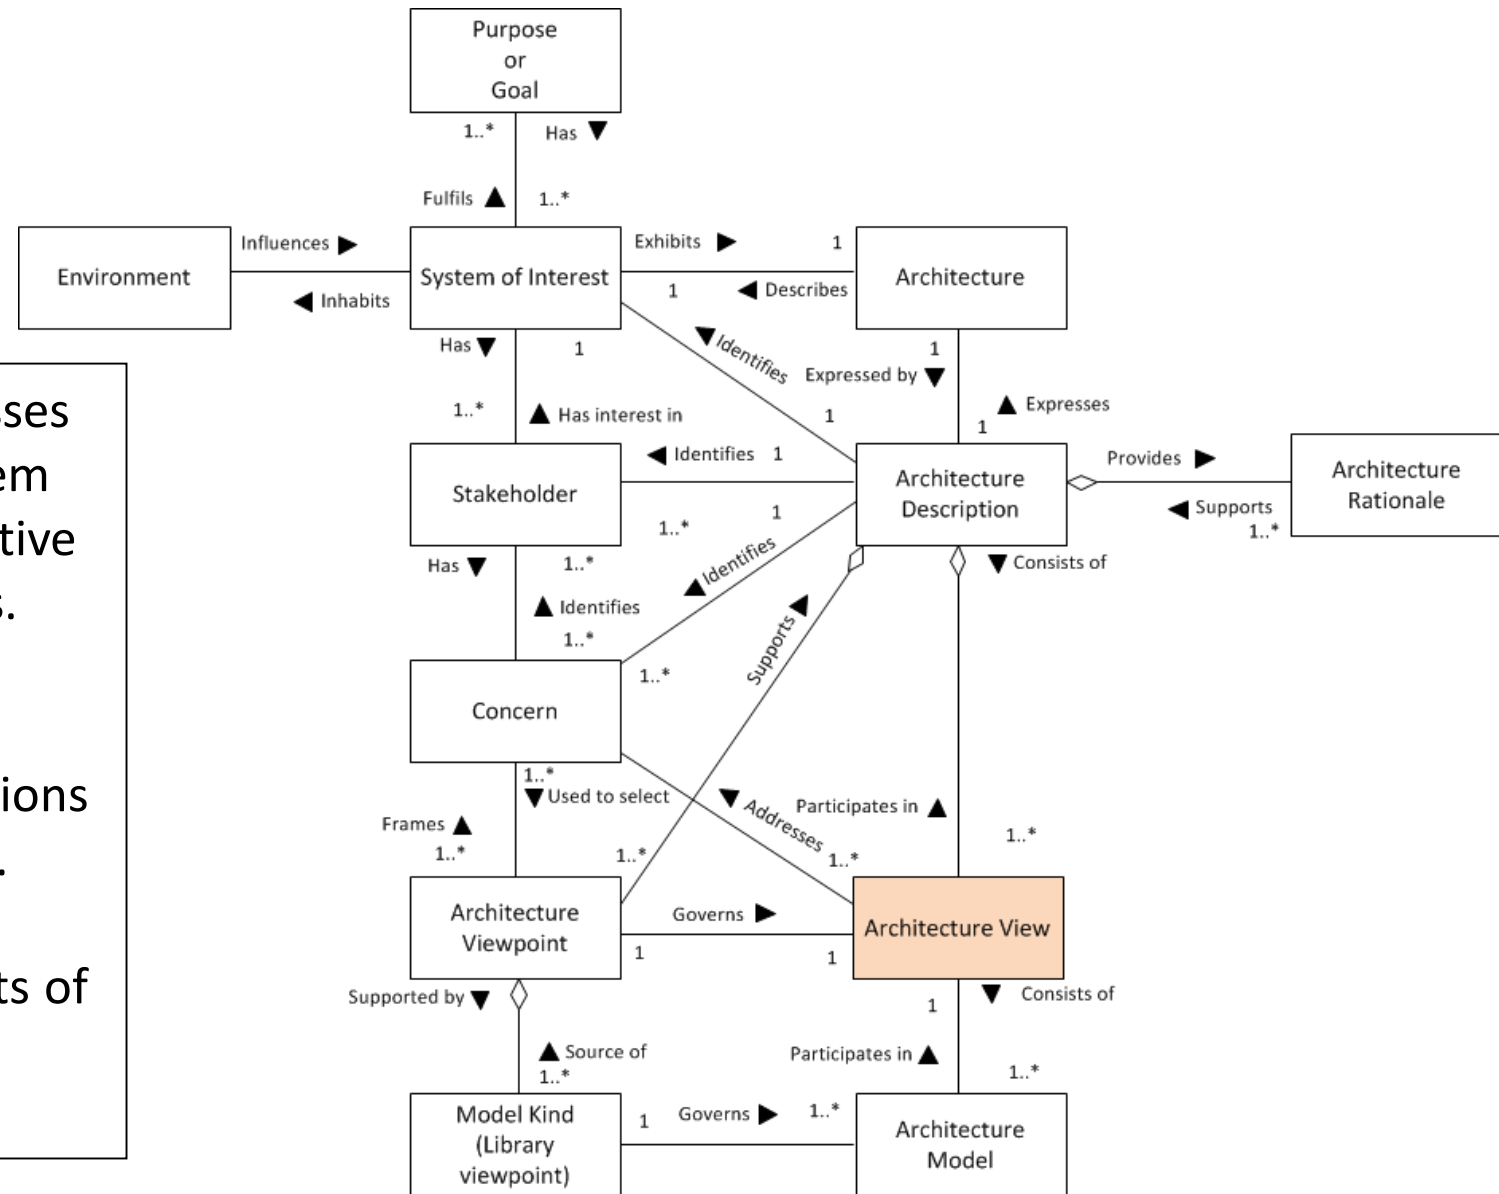 Purpose
or
Goal
1..*
Has
Fulfils
1..*
Influences
Exhibits
1
Environment
System of Interest
Architecture
Inhabits
1
Describes
Has
1
Identifies
1
Expressed by
1..*
Has interest in
1
Expresses
1
Identifies
1
Provides
Stakeholder
Architecture
Description
Architecture
Rationale
1..*
1
Supports
1..*
Has
1..*
Identifies
Consists of
Identifies
1..*
Supports
1..*
Concern
1..*
Used to select
Addresses
Participates in
Frames
1..*
1..*
1..*
1..*
Architecture
Viewpoint
Governs
Architecture View
1
1
Supported by
Consists of
1
Source of
1..*
Participates in
1..*
Model Kind
(Library
viewpoint)
1
Governs
1..*
Architecture
Model
s.
ts of